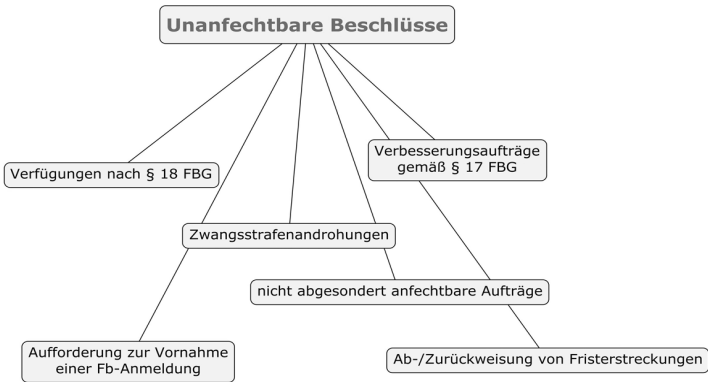 Unanfechtbare Beschlüsse
Verbesserungsaufträge
gemäß § 17 FBG
Verfügungen nach § 18 FBG
Zwangsstrafenandrohungen
nicht abgesondert anfechtbare Aufträge
Aufforderung zur Vornahme
einer Fb-Anmeldung
Ab-/Zurückweisung von Fristerstreckungen